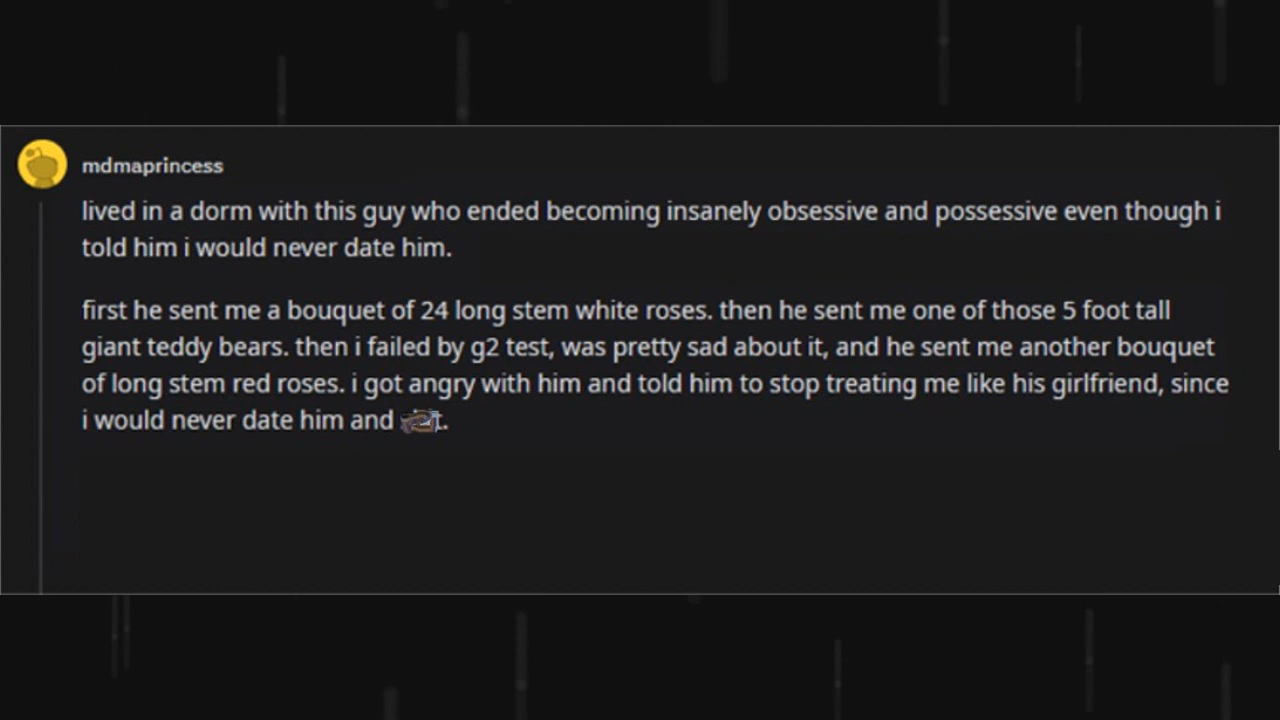 mdmaprincess
lived in a dorm with this guy who ended becoming insanely obsessive and possessive even though i
told him i would never date him.
first he sent me a bouquet of 24 long stem white roses. then he sent me one of those 5 foot tall
giant teddy bears. then i failed by g2 test, was pretty sad about it, and he sent me another bouquet
of long stem red roses. i got angry with him and told him to stop treating me like his girlfriend, since
i would never date him and